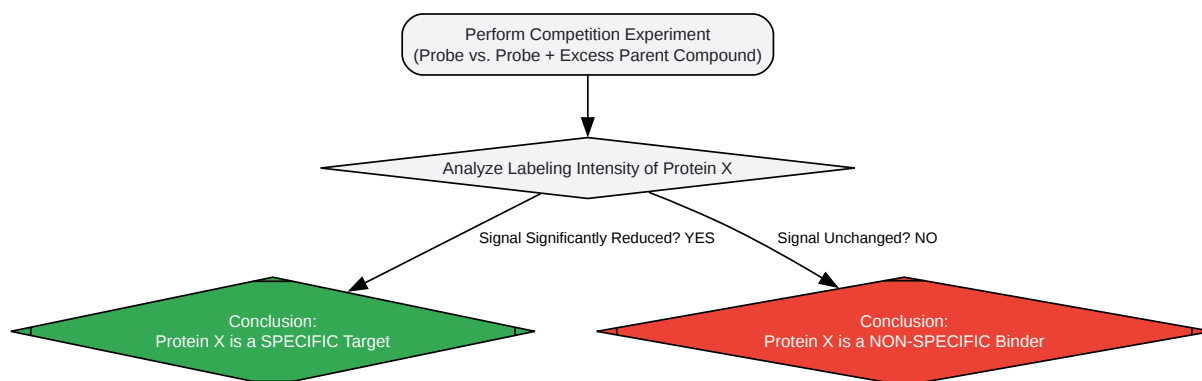 Perform Competition Experiment
(Probe vs. Probe + Excess Parent Compound)
Analyze Labeling Intensity of Protein X
Signal Significantly Reduced? YES
Signal Unchanged? NO
Conclusion:
Protein X is a SPECIFIC Target
Conclusion:
Protein X is a NON-SPECIFIC Binder